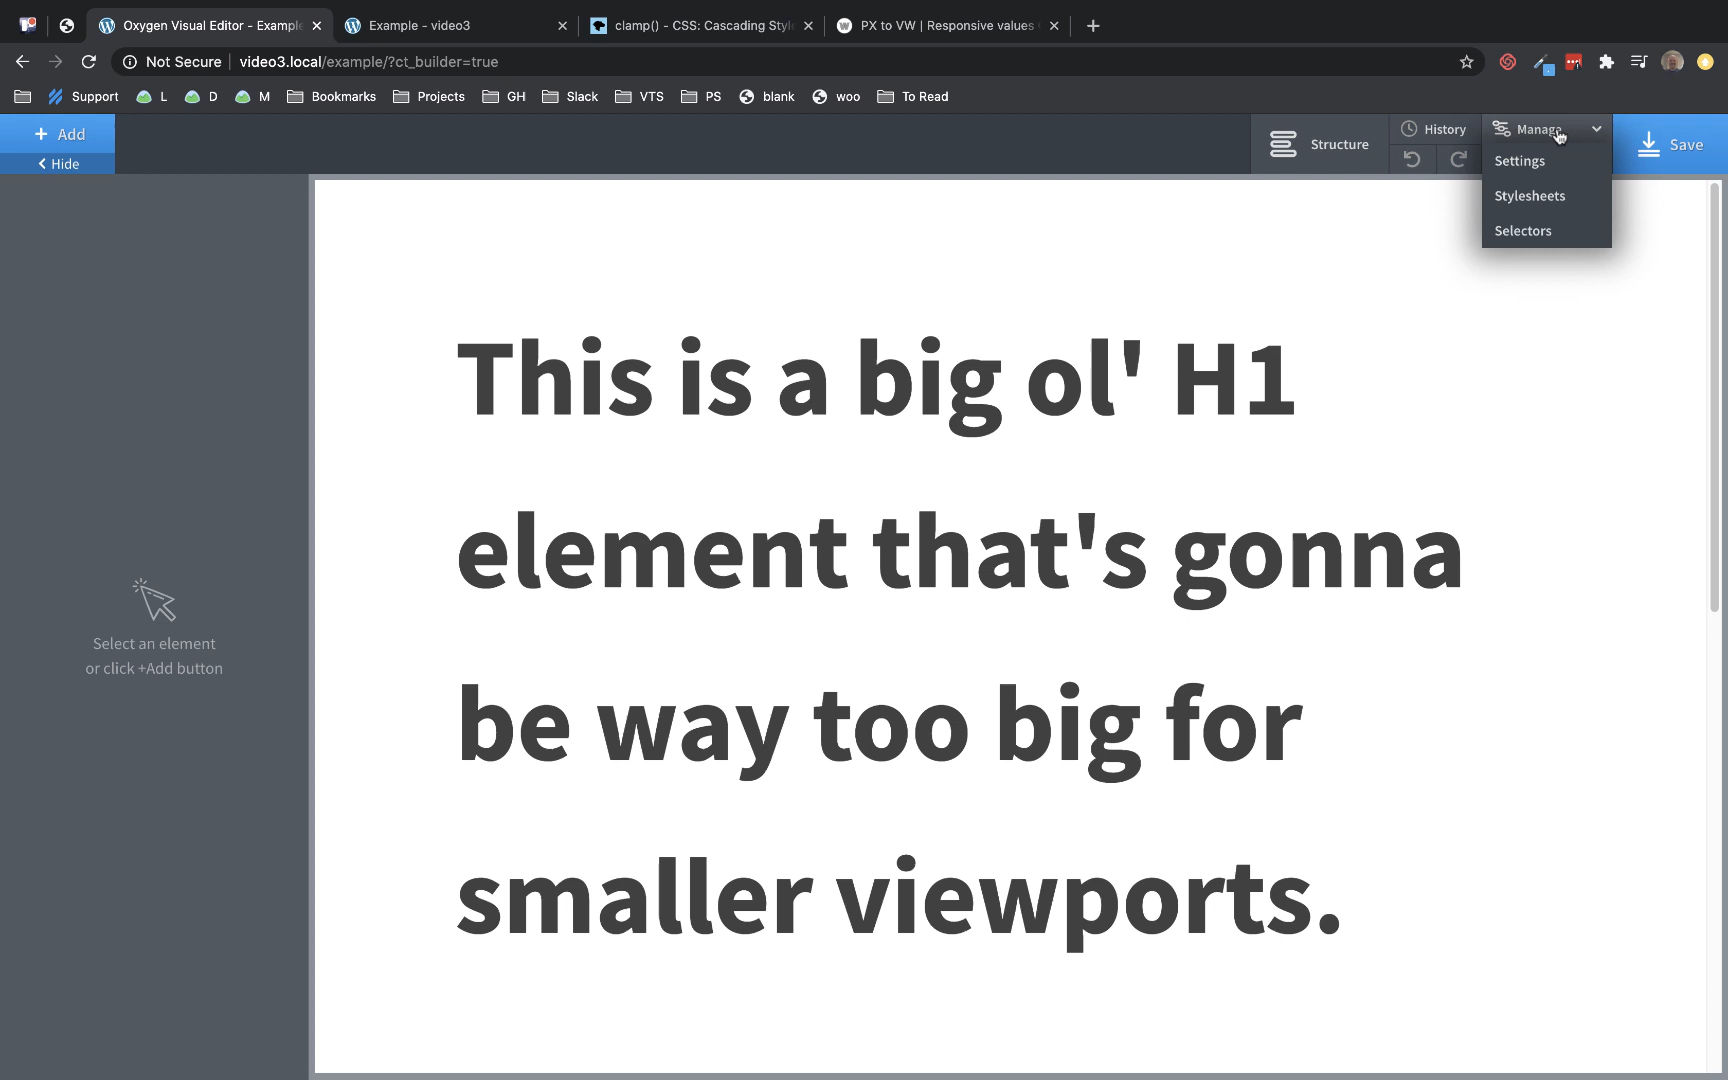 Oxygen Visual Editor - Example
Example - video3
clamp() - CSS: Cascading Style
PX to VW | Responsive values
Not Secure
video3.local/example/?ct_builder=true
Support
L
D
M
Bookmarks
Projects
GH
Slack
VTS
PS
blank
woo
To Read
+ Add
Hide
Structure
History
Manage
Save
Settings
Stylesheets
Selectors
Select an element
or click +Add button
This is a big ol' H1
element that's gonna
be way too big for
smaller viewports.